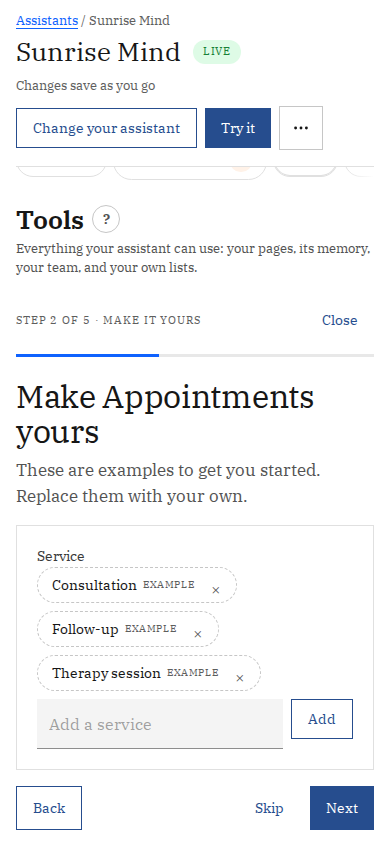 Assistants / Sunrise Mind
Sunrise Mind LIVE
Changes save as you go
Change your assistant Try it ...
Tools ?
Everything your assistant can use: your pages, its memory,
your team, and your own lists.
STEP 2 OF 5 · MAKE IT YOURS Close
Make Appointments
yours
These are examples to get you started.
Replace them with your own.
Service
Consultation EXAMPLE ×
Follow-up EXAMPLE ×
Therapy session EXAMPLE ×
Add a service Add
Back Skip Next